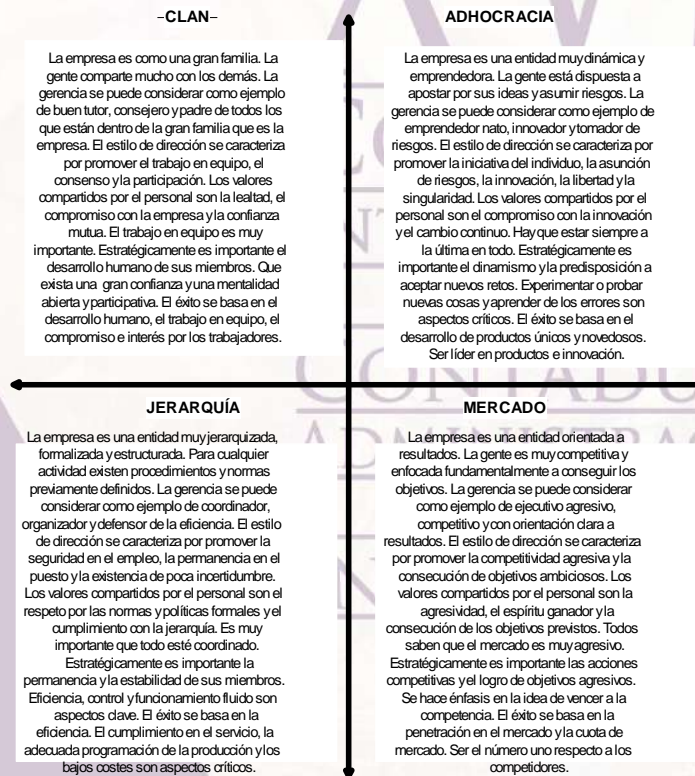 –CLAN–
La empresa es como una gran familia. La
gente comparte mucho con los demás. La
gerencia se puede considerar como ejemplo
de buen tutor, consejero y padre de todos los
que están dentro de la gran familia que es la
empresa. El estilo de dirección se caracteriza
por promover el trabajo en equipo, el
consenso y la participación. Los valores
compartidos por el personal son la lealtad, el
compromiso con la empresa y la confianza
mutua. El trabajo en equipo es muy
importante. Estratégicamente es importante el
desarrollo humano de sus miembros. Que
exista una gran confianza y una mentalidad
abierta y participativa. El éxito se basa en el
desarrollo humano, el trabajo en equipo, el
compromiso e interés por los trabajadores.
ADHOCRACIA
La empresa es una entidad muy dinámica y
emprendedora. La gente está dispuesta a
apostar por sus ideas y asumir riesgos. La
gerencia se puede considerar como ejemplo de
emprendedor nato, innovador y tomador de
riesgos. El estilo de dirección se caracteriza por
promover la iniciativa del individuo, la asunción
de riesgos, la innovación, la libertad y la
singularidad. Los valores compartidos por el
personal son el compromiso con la innovación
y el cambio continuo. Hay que estar siempre a
la última en todo. Estratégicamente es
importante el dinamismo y la predisposición a
aceptar nuevos retos. Experimentar o probar
nuevas cosas y aprender de los errores son
aspectos críticos. El éxito se basa en el
desarrollo de productos únicos y novedosos.
Ser líder en productos e innovación.
JERARQUÍA
La empresa es una entidad muy jerarquizada,
formalizada y estructurada. Para cualquier
actividad existen procedimientos y normas
previamente definidos. La gerencia se puede
considerar como ejemplo de coordinador,
organizador y defensor de la eficiencia. El estilo
de dirección se caracteriza por promover la
seguridad en el empleo, la permanencia en el
puesto y la existencia de poca incertidumbre.
Los valores compartidos por el personal son el
respeto por las normas y políticas formales y el
cumplimiento con la jerarquía. Es muy
importante que todo esté coordinado.
Estratégicamente es importante la
permanencia y la estabilidad de sus miembros.
Eficiencia, control y funcionamiento fluido son
aspectos clave. El éxito se basa en la
eficiencia. El cumplimiento en el servicio, la
adecuada programación de la producción y los
bajos costes son aspectos críticos.
MERCADO
La empresa es una entidad orientada a
resultados. La gente es muy competitiva y
enfocada fundamentalmente a conseguir los
objetivos. La gerencia se puede considerar
como ejemplo de ejecutivo agresivo,
competitivo y con orientación clara a
resultados. El estilo de dirección se caracteriza
por promover la competitividad agresiva y la
consecución de objetivos ambiciosos. Los
valores compartidos por el personal son la
agresividad, el espíritu ganador y la
consecución de los objetivos previstos. Todos
saben que el mercado es muy agresivo.
Estratégicamente es importante las acciones
competitivas y el logro de objetivos agresivos.
Se hace énfasis en la idea de vencer a la
competencia. El éxito se basa en la
penetración en el mercado y la cuota de
mercado. Ser el número uno respecto a los
competidores.